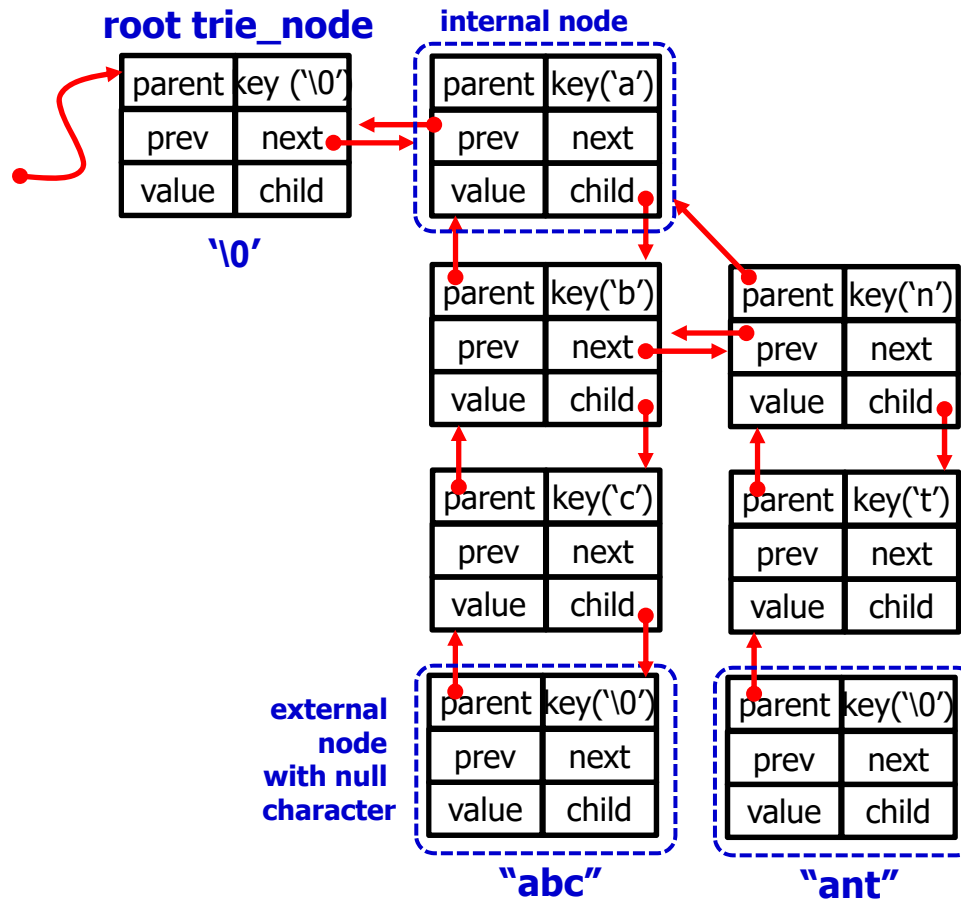 root trie_node
internal node
parent key (‘\0’)
prev next
value child
‘\0’
parent key(‘a’)
prev next
value child
parent key(‘b’)
prev next
value child
parent key(‘n’)
prev next
value child
parent key(‘c’)
prev next
value child
parent key(‘t’)
prev next
value child
external
node
with null
character
parent key(‘\0’)
prev next
value child
“abc”
parent key(‘\0’)
prev next
value child
“ant”